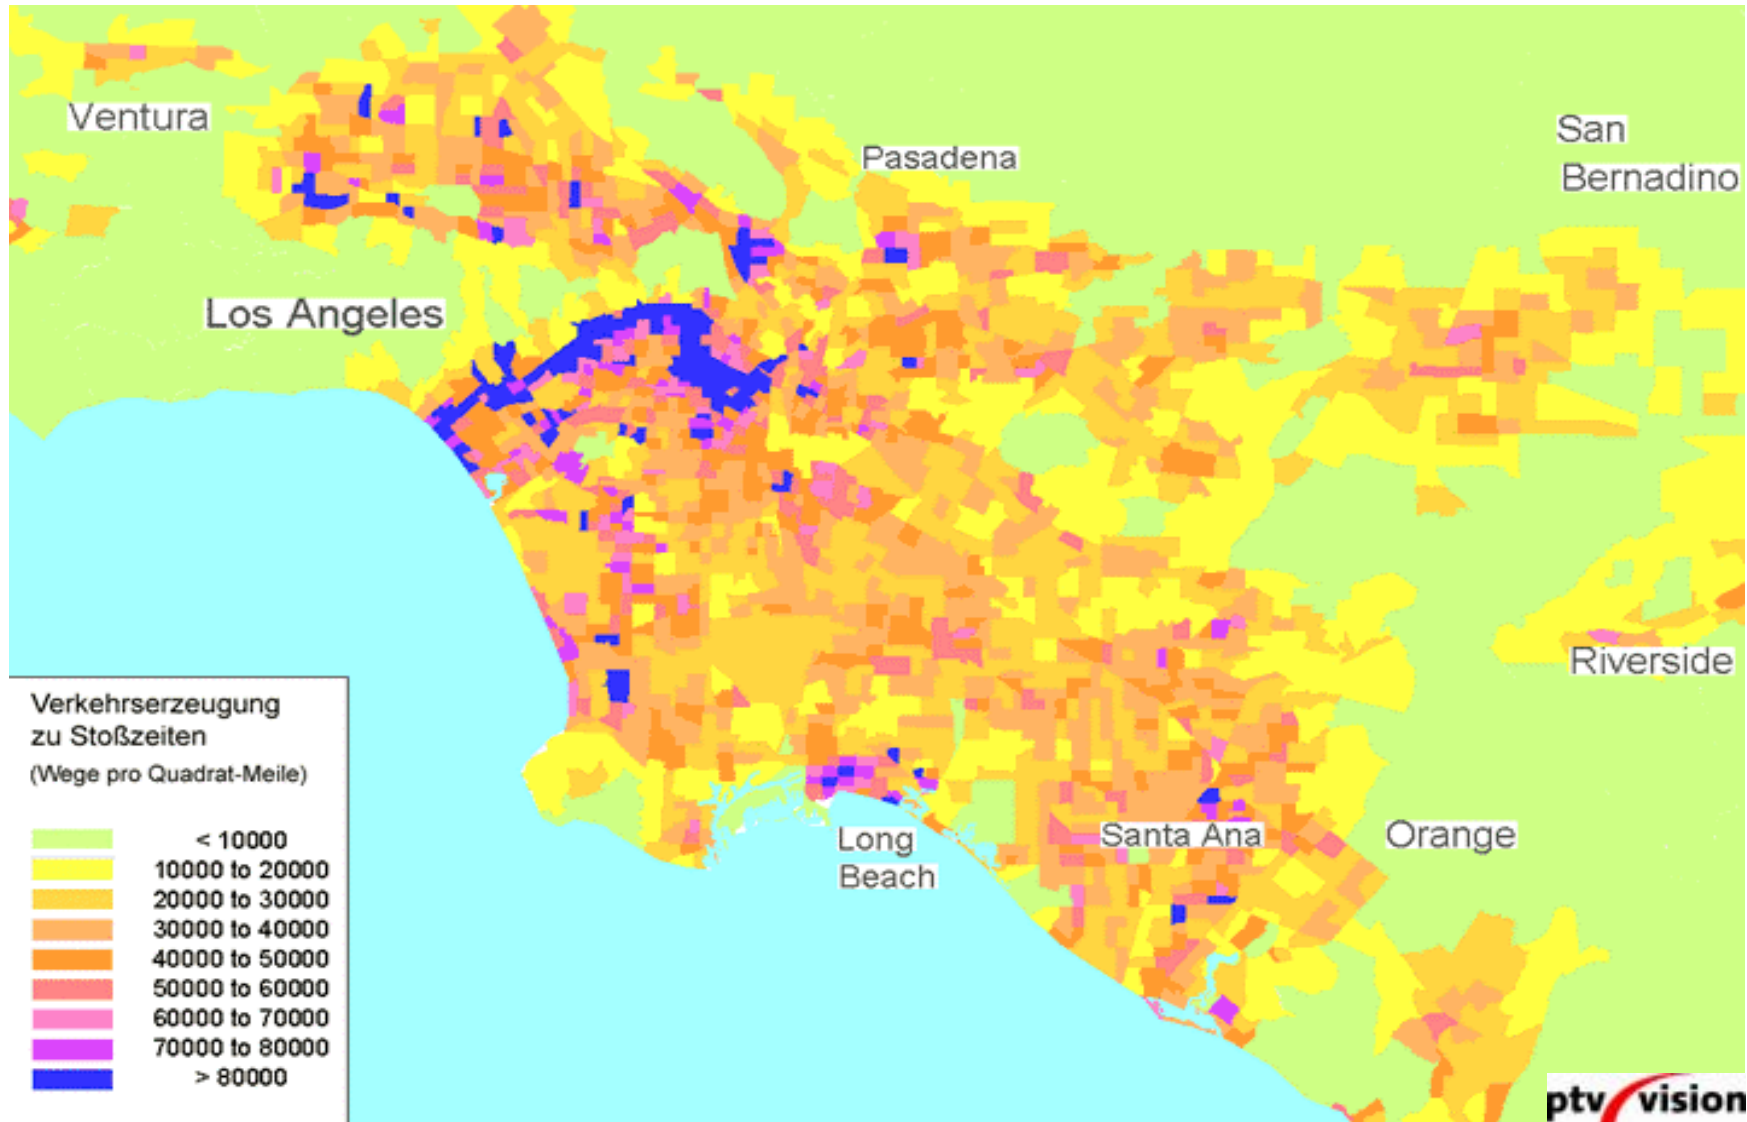 Ventura
Pasadena
San
Bernadino
Los Angeles
Riverside
Verkehrserzeugung
zu Stoßzeiten
(Wege pro Quadrat-Meile)
< 10000
10000 to 20000
20000 to 30000
30000 to 40000
40000 to 50000
50000 to 60000
60000 to 70000
70000 to 80000
> 80000
Long
Beach
Santa Ana
Orange
ptv vision